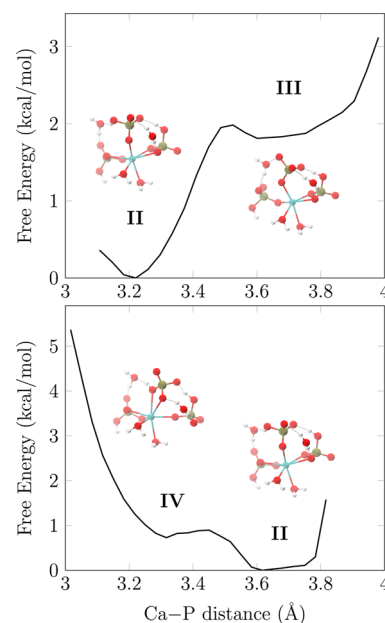 Free Energy (kcal/mol)
3
2
1
0
III
II
3 3.2 3.4 3.6 3.8 4
Free Energy (kcal/mol)
5
4
3
2
1
0
IV
II
3 3.2 3.4 3.6 3.8 4
Ca−P distance (Å)